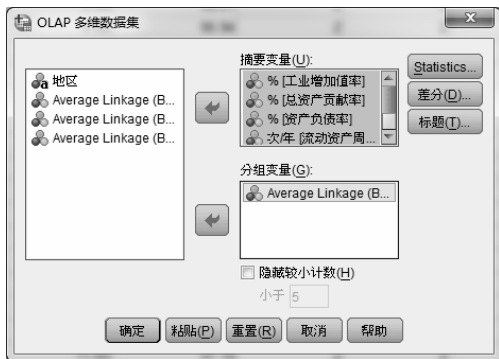 OLAP 多维数据集
地区
Average Linkage (B...
Average Linkage (B...
Average Linkage (B...
摘要变量(U):
% [工业增加值率]
% [总资产贡献率]
% [资产负债率]
次/年 [流动资产周...
分组变量(G):
Average Linkage (B...
隐藏较小计数(H)
小于 5
Statistics...
差分(D)...
标题(T)...
确定 粘贴(P) 重置(R) 取消 帮助